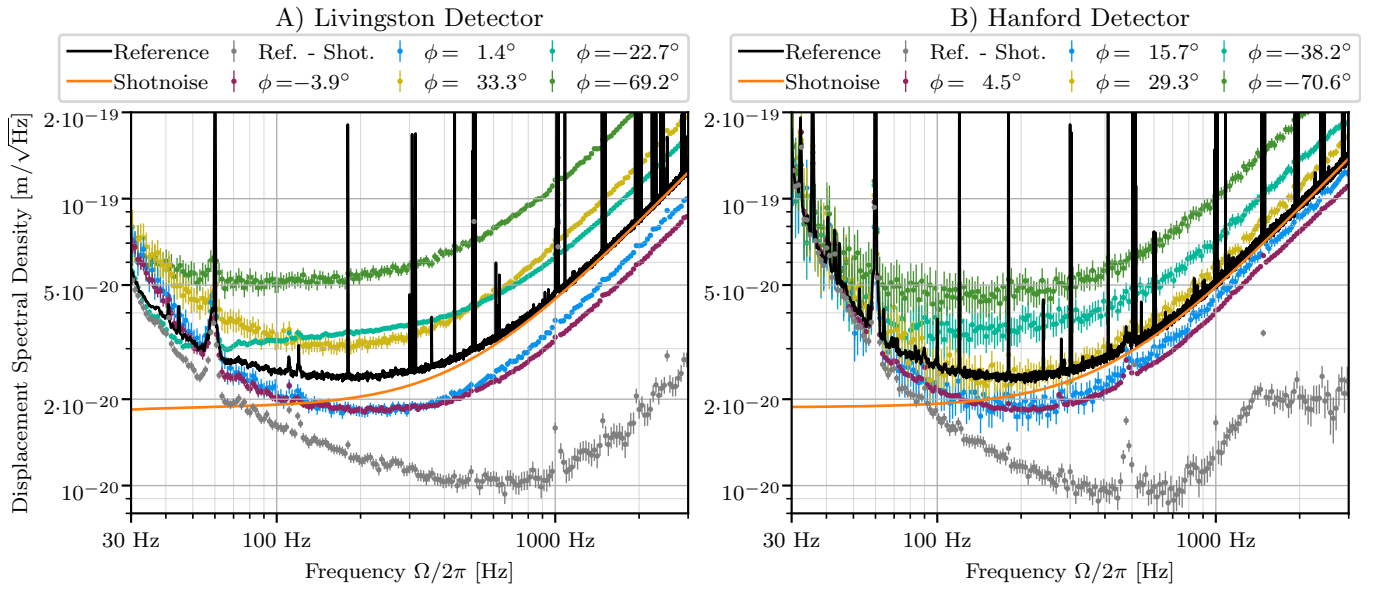 A) Livingston Detector
Reference Ref. - Shot. ϕ = 1.4° ϕ =−22.7°
Shotnoise ϕ =−3.9° ϕ = 33.3° ϕ =−69.2°
Displacement Spectral Density [m/√Hz]
2·10−19
10−19
5·10−20
2·10−20
10−20
30 Hz 100 Hz 1000 Hz
Frequency Ω/2π [Hz]
B) Hanford Detector
Reference Ref. - Shot. ϕ = 15.7° ϕ =−38.2°
Shotnoise ϕ = 4.5° ϕ = 29.3° ϕ =−70.6°
2·10−19
10−19
5·10−20
2·10−20
10−20
30 Hz 100 Hz 1000 Hz
Frequency Ω/2π [Hz]